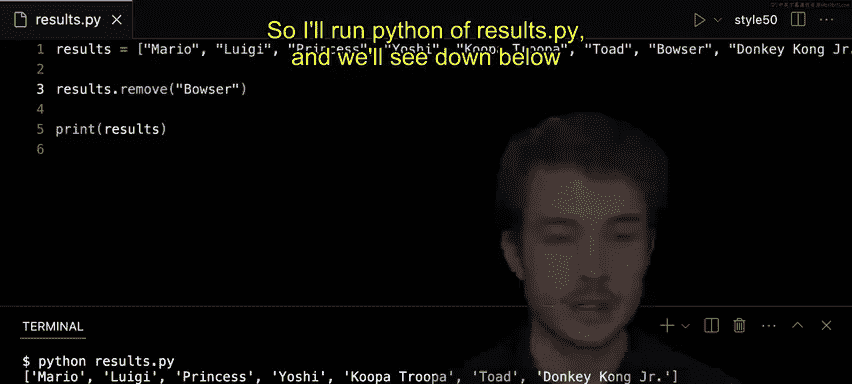 results.py
style50
So I'll run python of results.py,
and we'll see down below
1 results = ["Mario", "Luigi", "Princess", "Yoshi", "Koopa Troopa", "Toad", "Bowser", "Donkey Kong Jr.
2
3 results.remove("Bowser")
4
5 print(results)
6
TERMINAL
$ python results.py
['Mario', 'Luigi', 'Princess', 'Yoshi', 'Koopa Troopa', 'Toad', 'Donkey Kong Jr.']